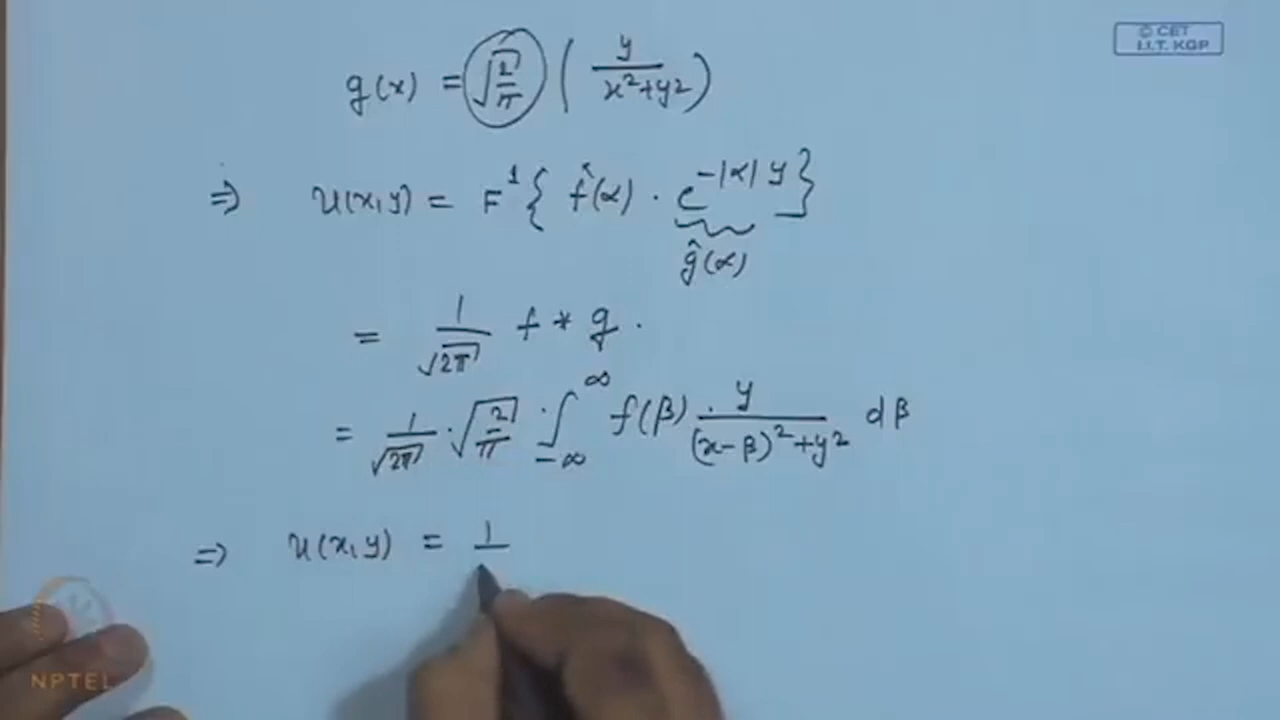 © CET
I.I.T. KGP
g(x) = √(2/π) ( y / (x²+y²) )
⇒ u(x,y) = F⁻¹{ f̂(α) · e^(-|α| y) }
ĝ(α)
= 1/√(2π) f * g .
= 1/√(2π) · √(2/π) · ∫_{-∞}^{∞} f(β) · y / ((x-β)²+y²) dβ
⇒ u(x,y) = 1/
NPTEL